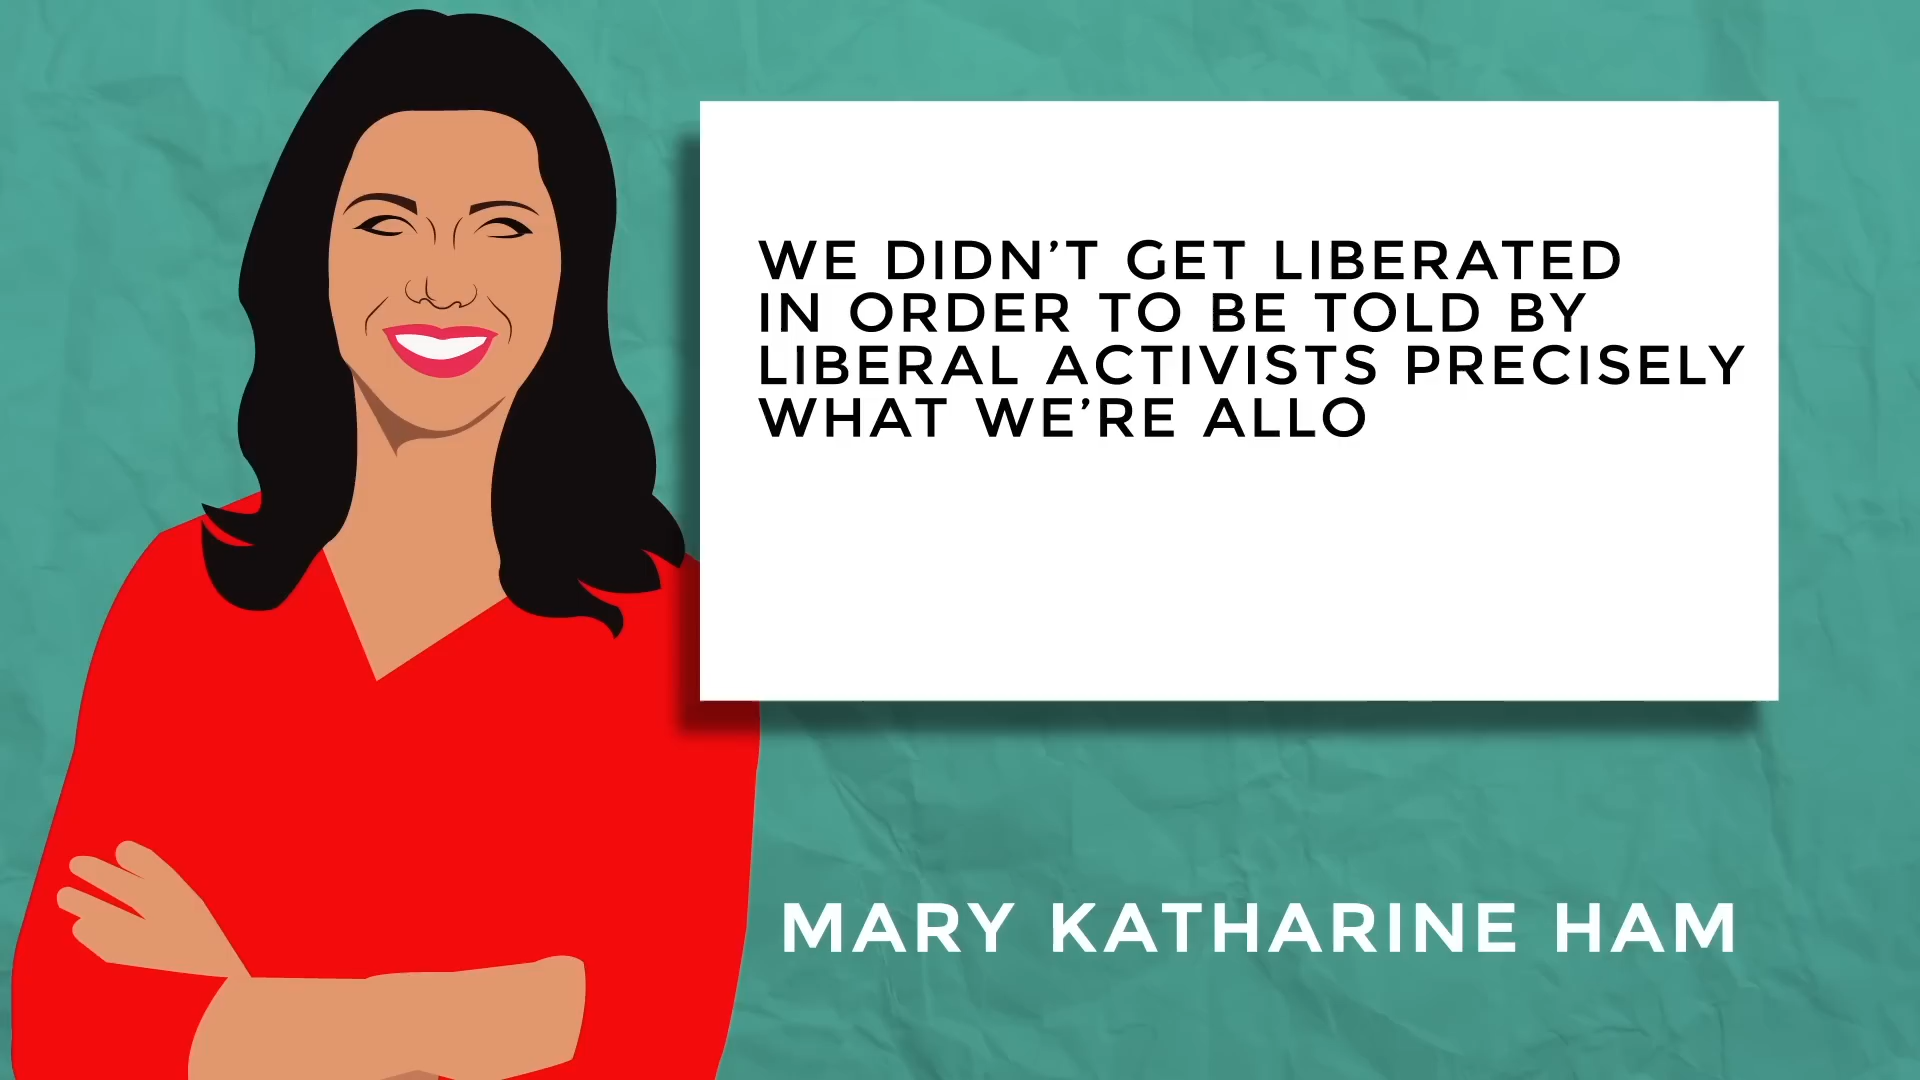 WE DIDN’T GET LIBERATED
IN ORDER TO BE TOLD BY
LIBERAL ACTIVISTS PRECISELY
WHAT WE’RE ALLO
MARY KATHARINE HAM